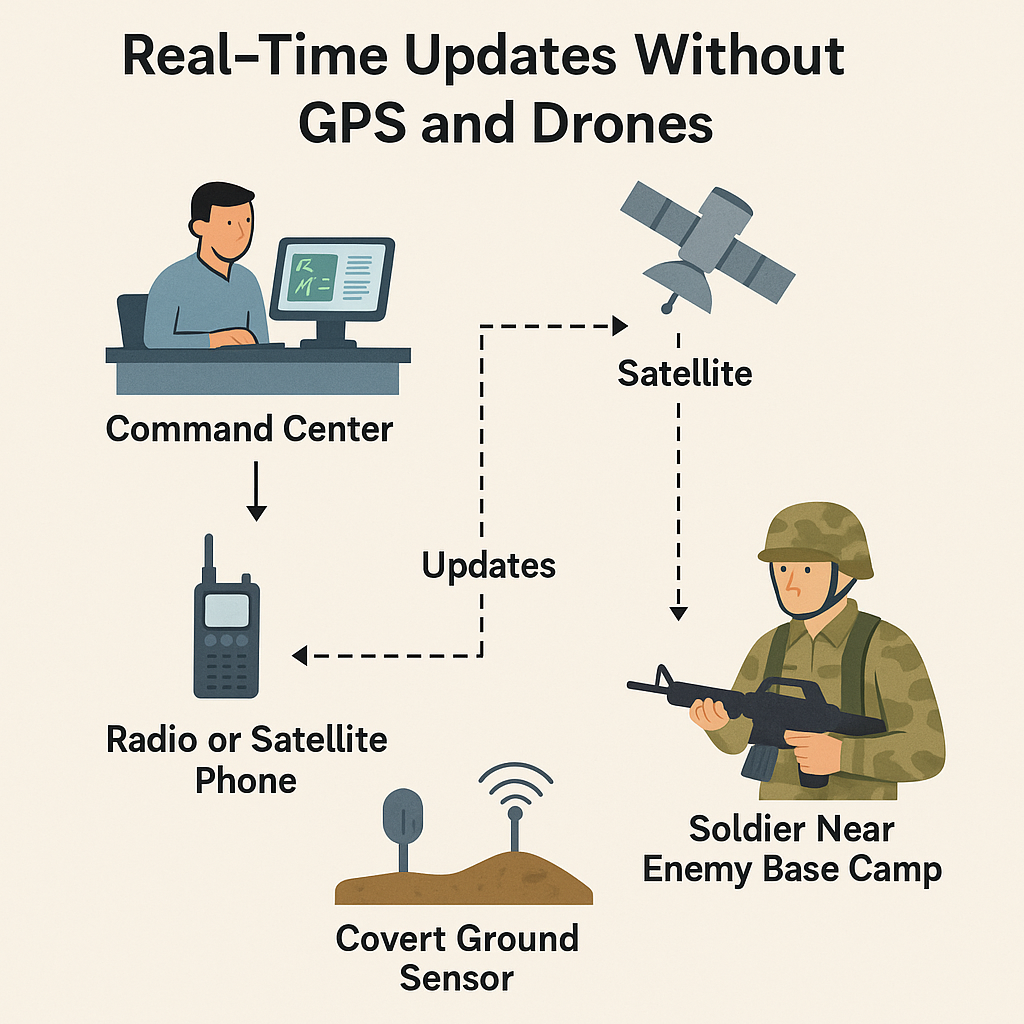 Real-Time Updates Without
GPS and Drones
Command Center
Satellite
Updates
Radio or Satellite
Phone
Soldier Near
Enemy Base Camp
Covert Ground
Sensor